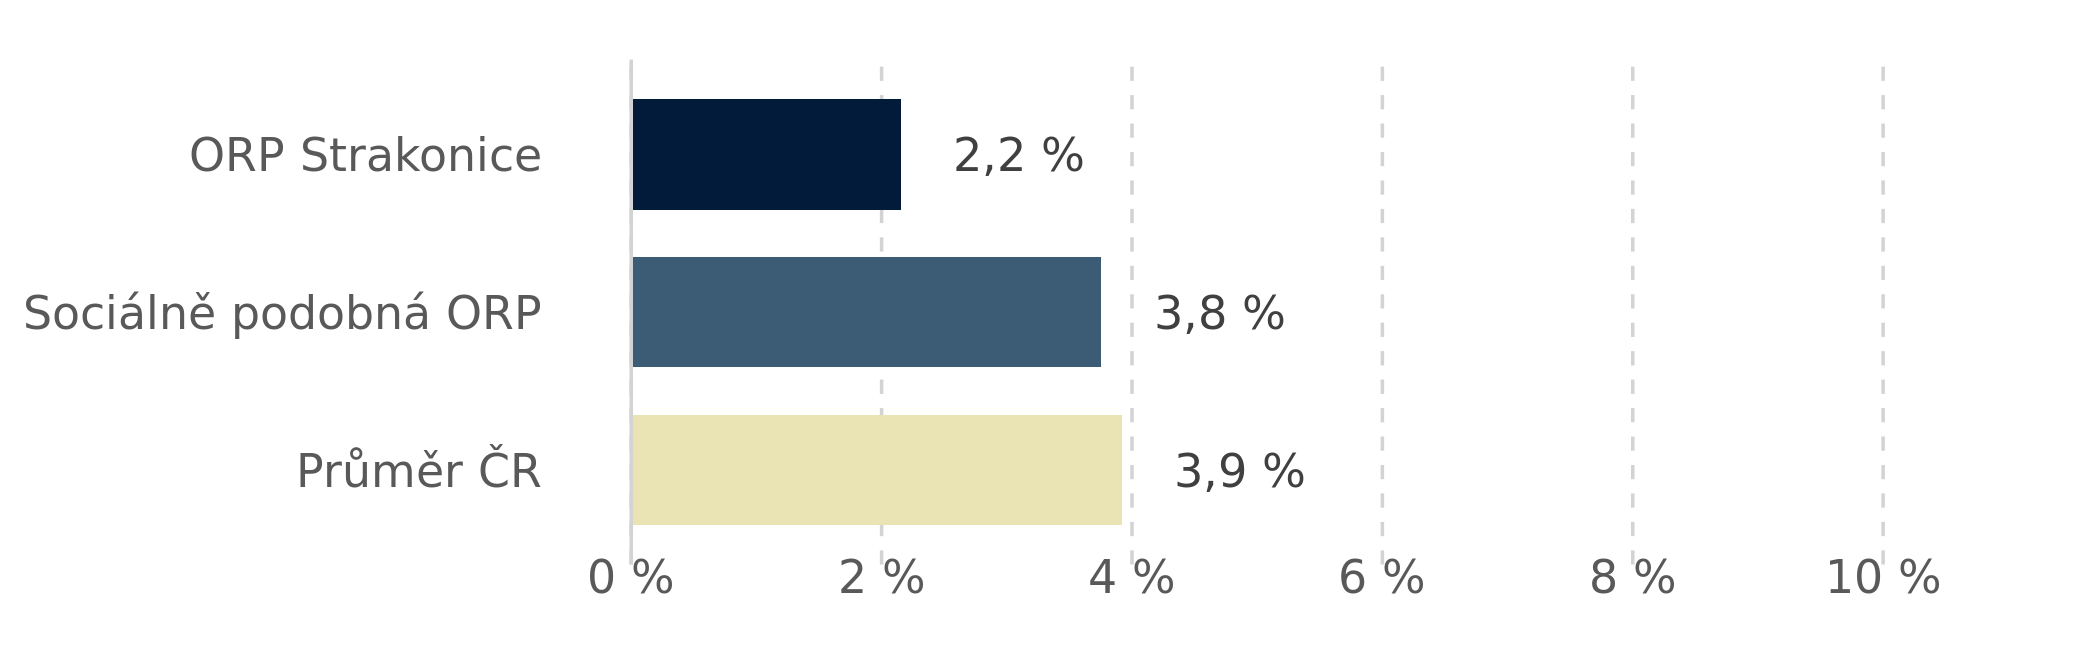 ORP Strakonice
2,2 %
Sociálně podobná ORP
3,8 %
Průměr ČR
3,9 %
0 % 2 % 4 % 6 % 8 % 10 %